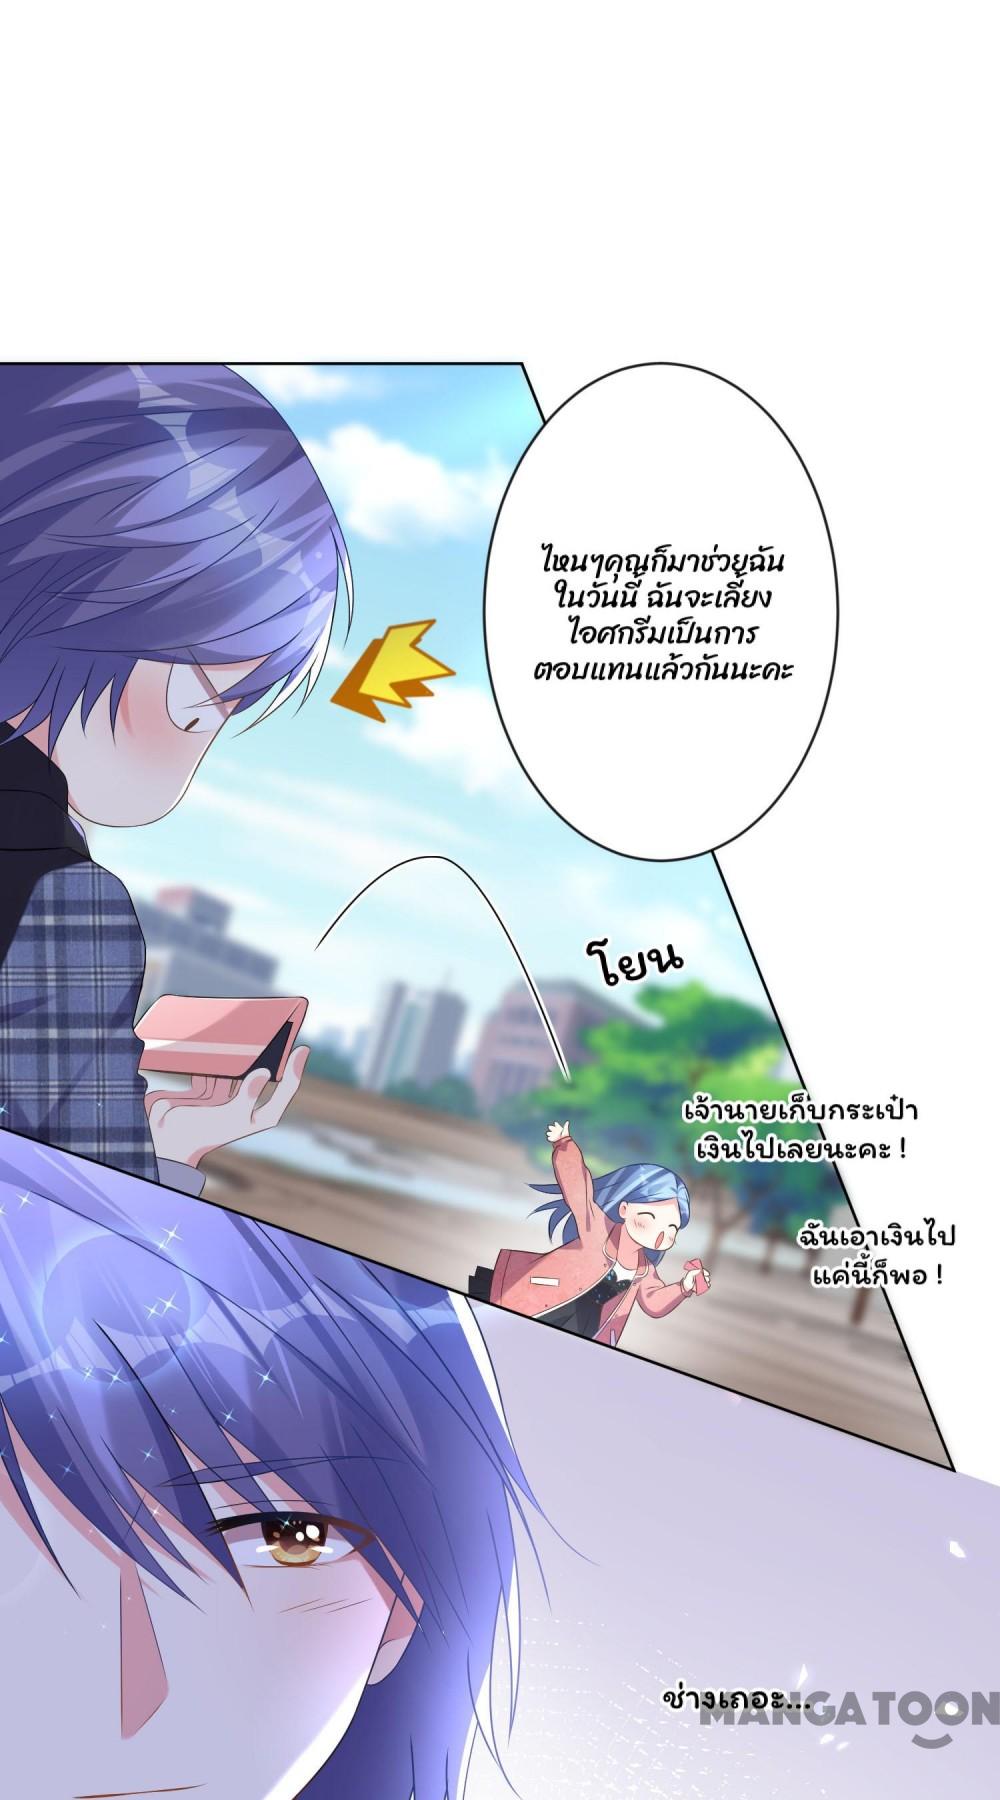 ไหนๆคุณก็มาช่วยฉัน
ในวันนี้ ฉันจะเลี้ยง
ไอศกรีมเป็นการ
ตอบแทนแล้วกันนะคะ
โยน
เจ้านายเก็บกระเป๋า
เงินไปเลยนะคะ !
ฉันเอาเงินไป
แค่นี้ก็พอ !
ช่างเถอะ...
MANGATOON